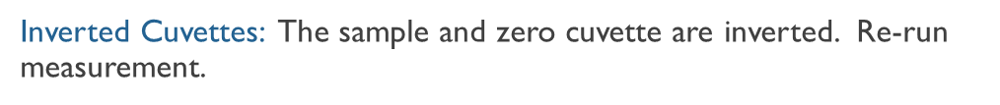 Inverted Cuvettes: The sample and zero cuvette are inverted. Re-run
measurement.